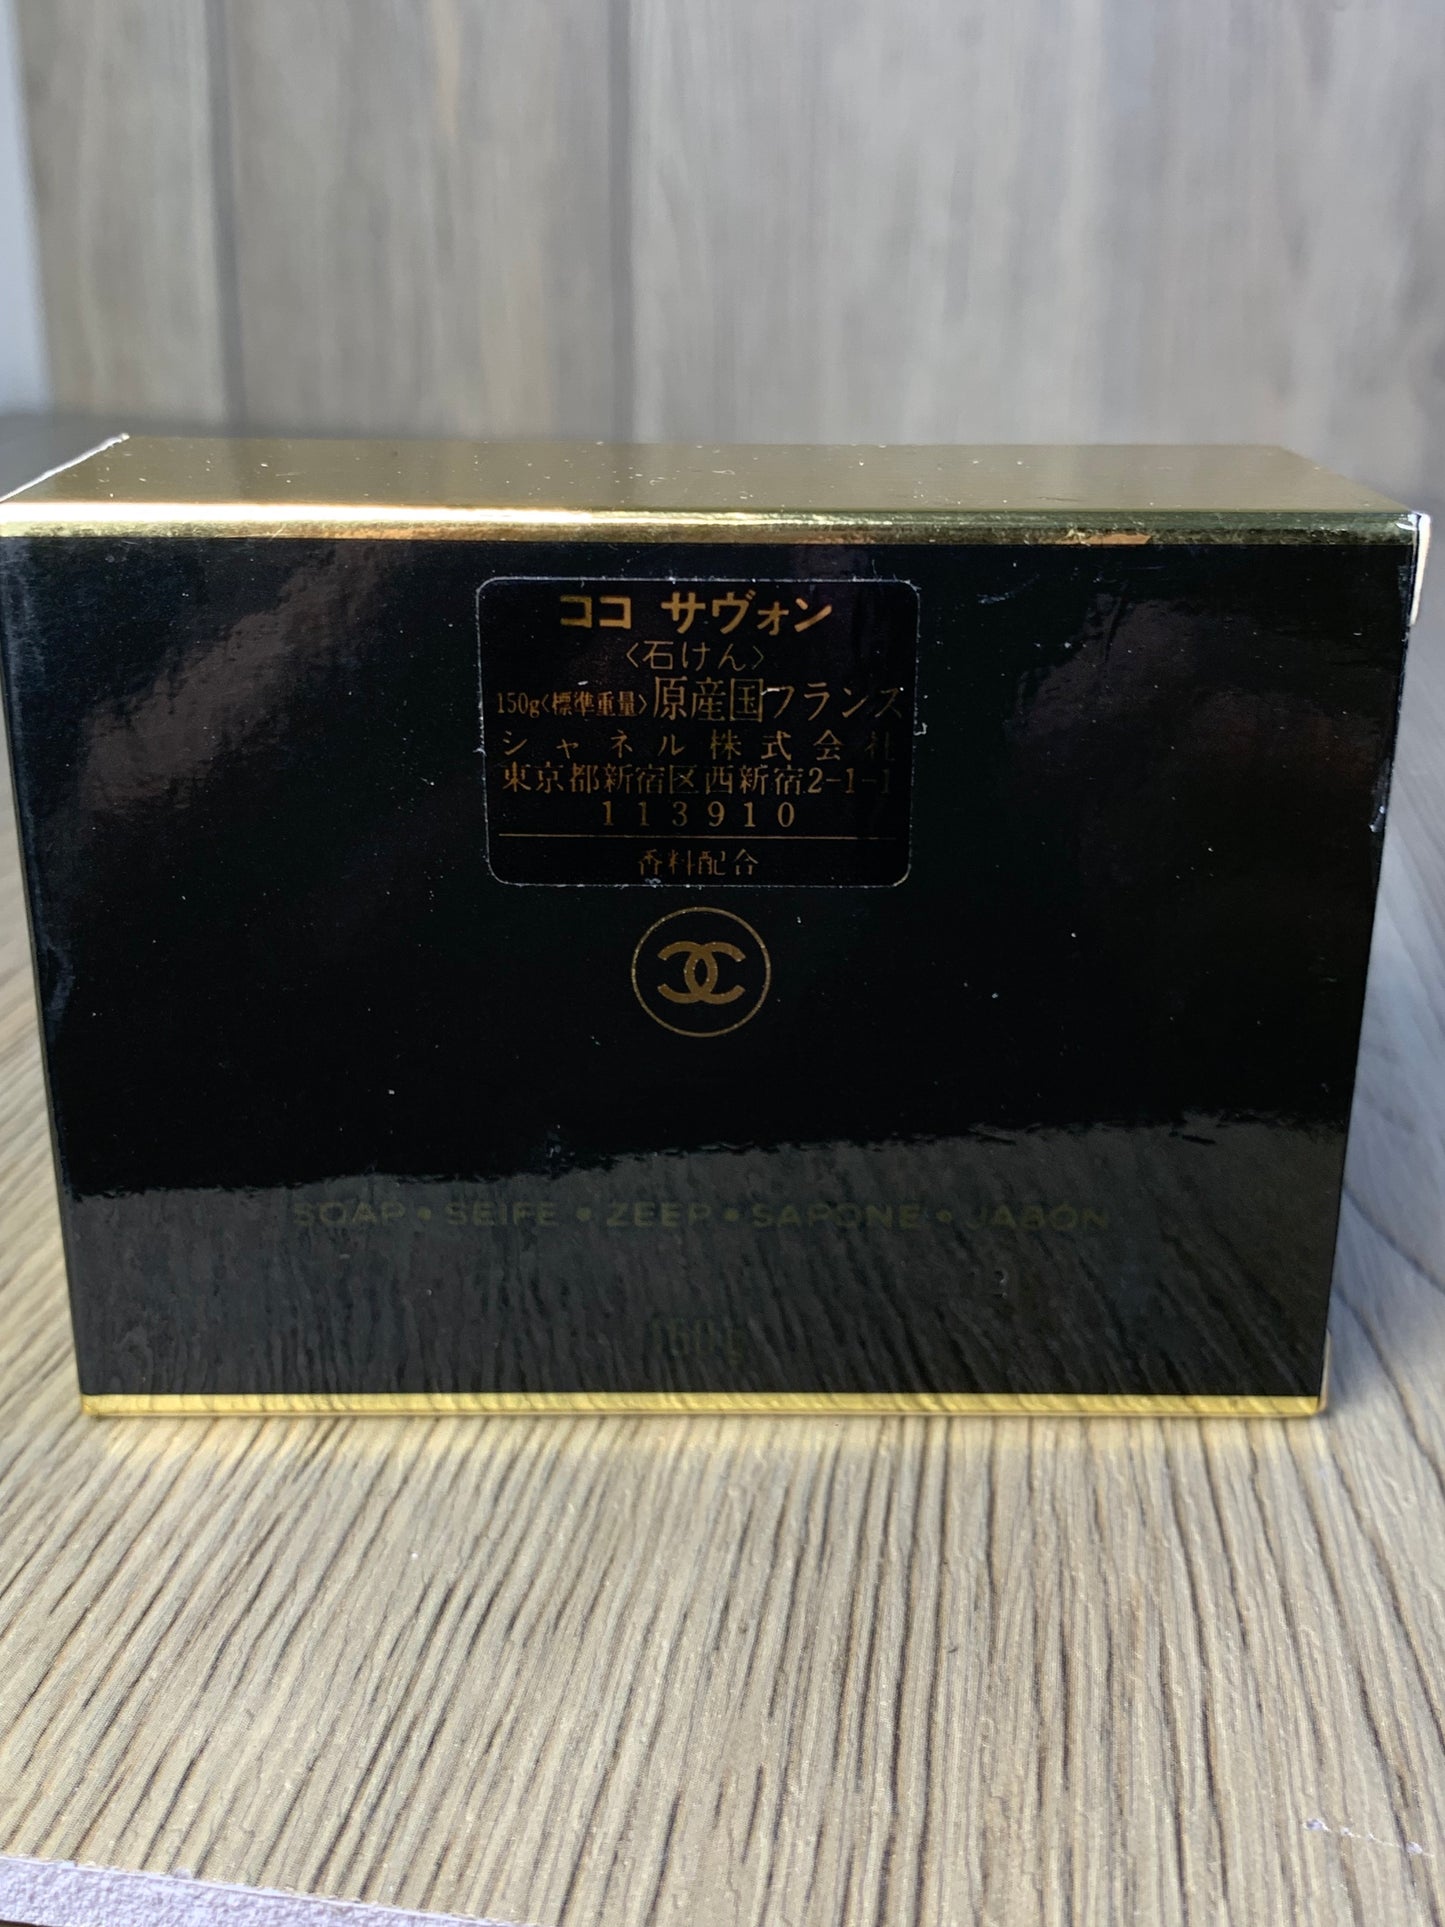 ココ サヴォン
〈石けん〉
150g〈標準重量〉原産国フランス
シャネル株式会社
東京都新宿区西新宿2-1-1
113910
香料配合
SOAP • SEIFE • ZEEP • SAPONE • JABÓN